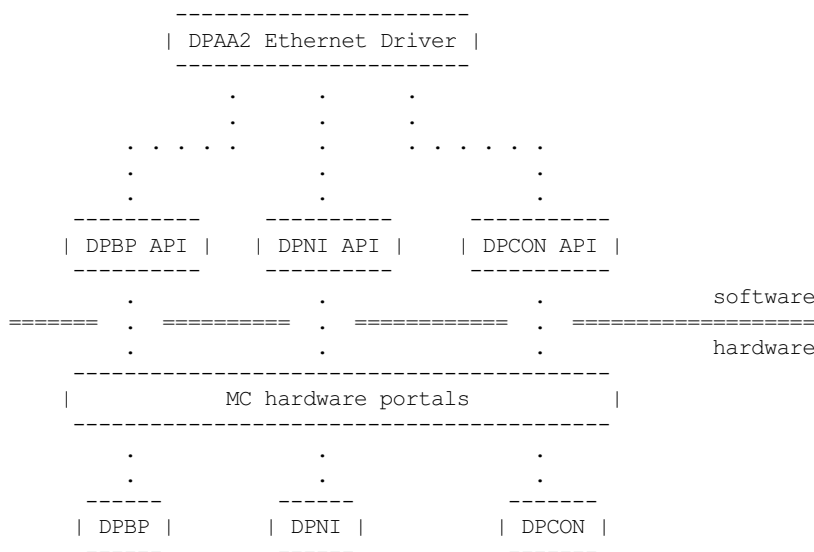 -----------------------
| DPAA2 Ethernet Driver |
-----------------------
. . .
. . .
. . . . . . . . . . . .
. . .
. . .
---------- ---------- -----------
| DPBP API | | DPNI API | | DPCON API |
---------- ---------- -----------
. . . software
======= . ========== . ============ . ===================
. . . hardware
------------------------------------------
| MC hardware portals |
------------------------------------------
. . .
. . .
------ ------ -------
| DPBP | | DPNI | | DPCON |
------ ------ -------